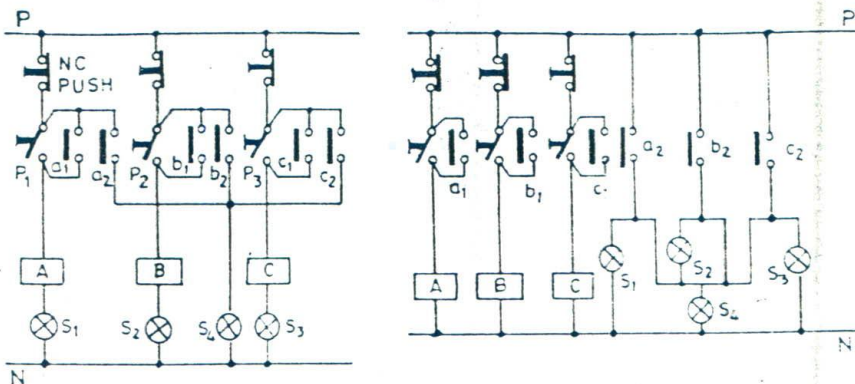 P
NC
PUSH
P1 a1 a2 P2 b1 b2 P3 c1 c2
A B C
S1 S2 S4 S3
N
P
a2 b2 c2
a1 b1 c
S1 S2 S3
A B C
S4
N